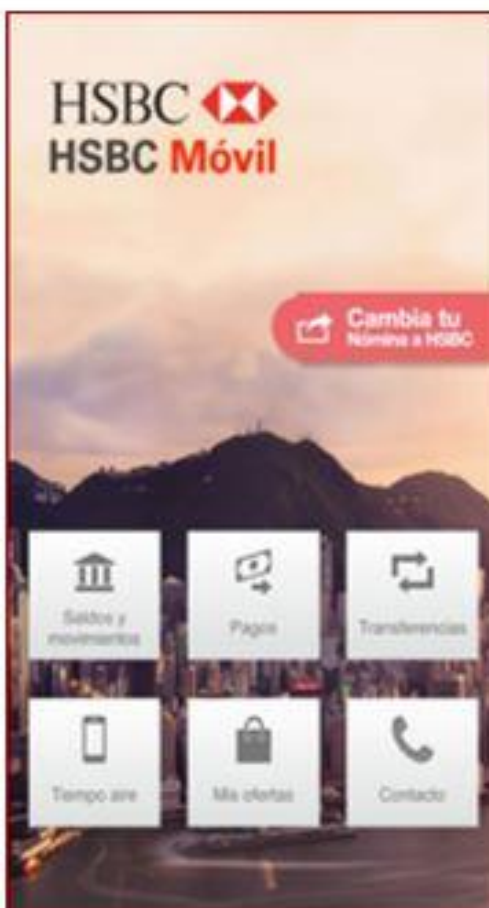 HSBC
HSBC Móvil
Cambia tu
Nómina a HSBC
Saldos y
movimientos
Pagos
Transferencias
Tiempo aire
Mis ofertas
Contacto